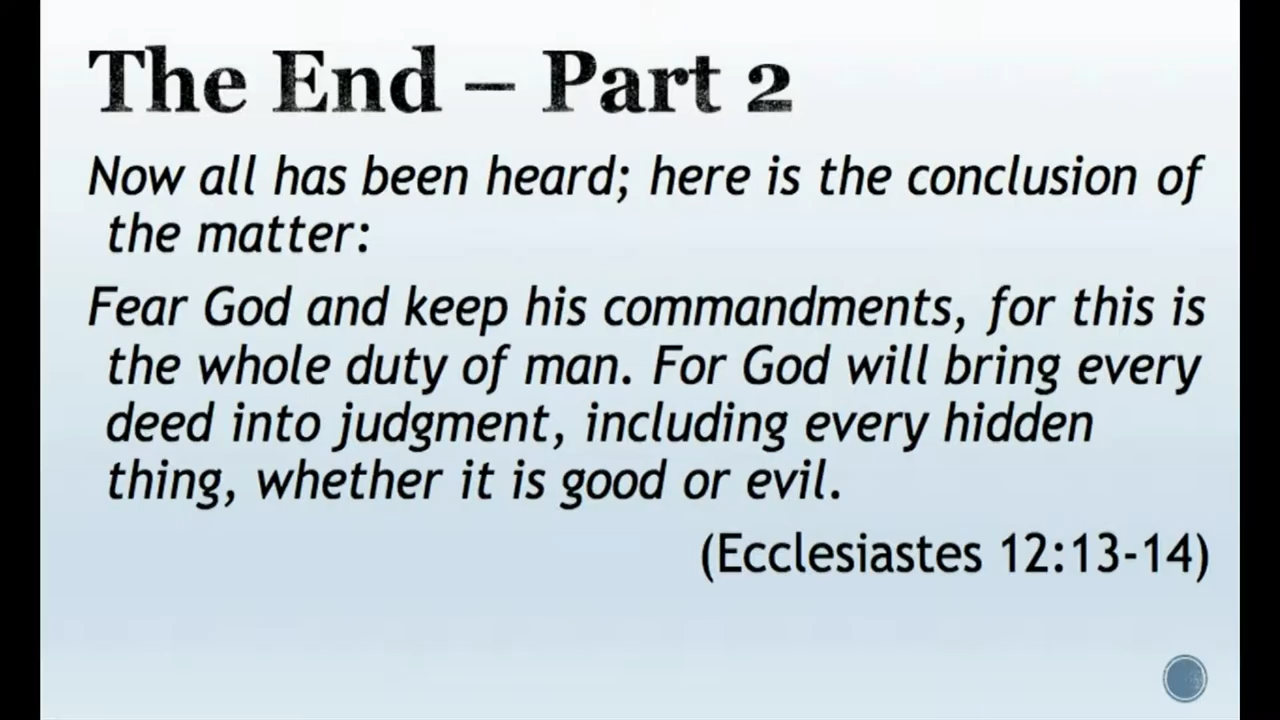 The End – Part 2
Now all has been heard; here is the conclusion of
the matter:
Fear God and keep his commandments, for this is
the whole duty of man. For God will bring every
deed into judgment, including every hidden
thing, whether it is good or evil.
(Ecclesiastes 12:13-14)